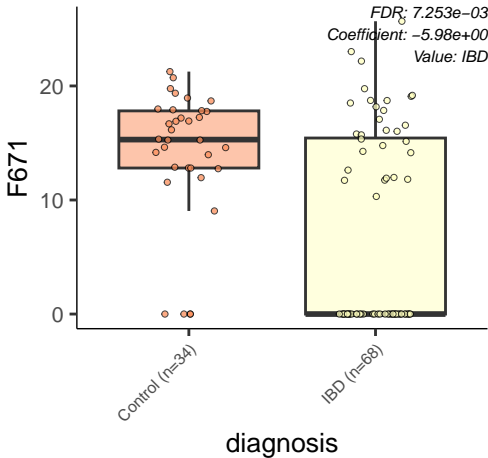 FDR: 7.253e−03
Coefficient: −5.98e+00
Value: IBD
20
10
0
F671
Control (n=34)
IBD (n=68)
diagnosis